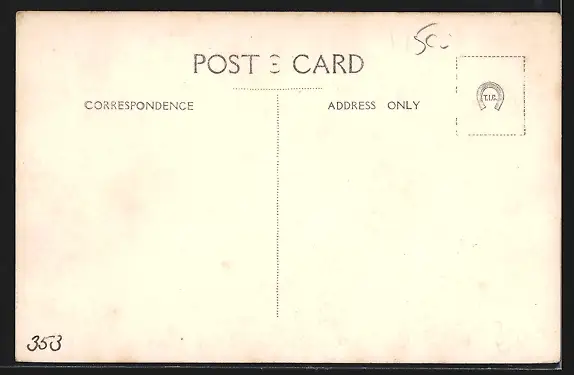 50
POST CARD
T.I.C.
CORRESPONDENCE
ADDRESS ONLY
353